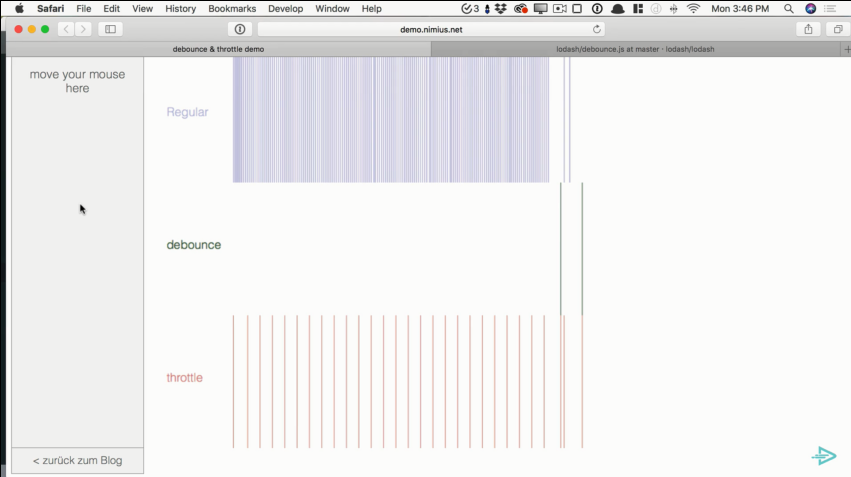 Safari File Edit View History Bookmarks Develop Window Help 3 Mon 3:46 PM
demo.nimius.net
debounce & throttle demo
lodash/debounce.js at master · lodash/lodash
move your mouse
here
Regular
debounce
throttle
< zurück zum Blog